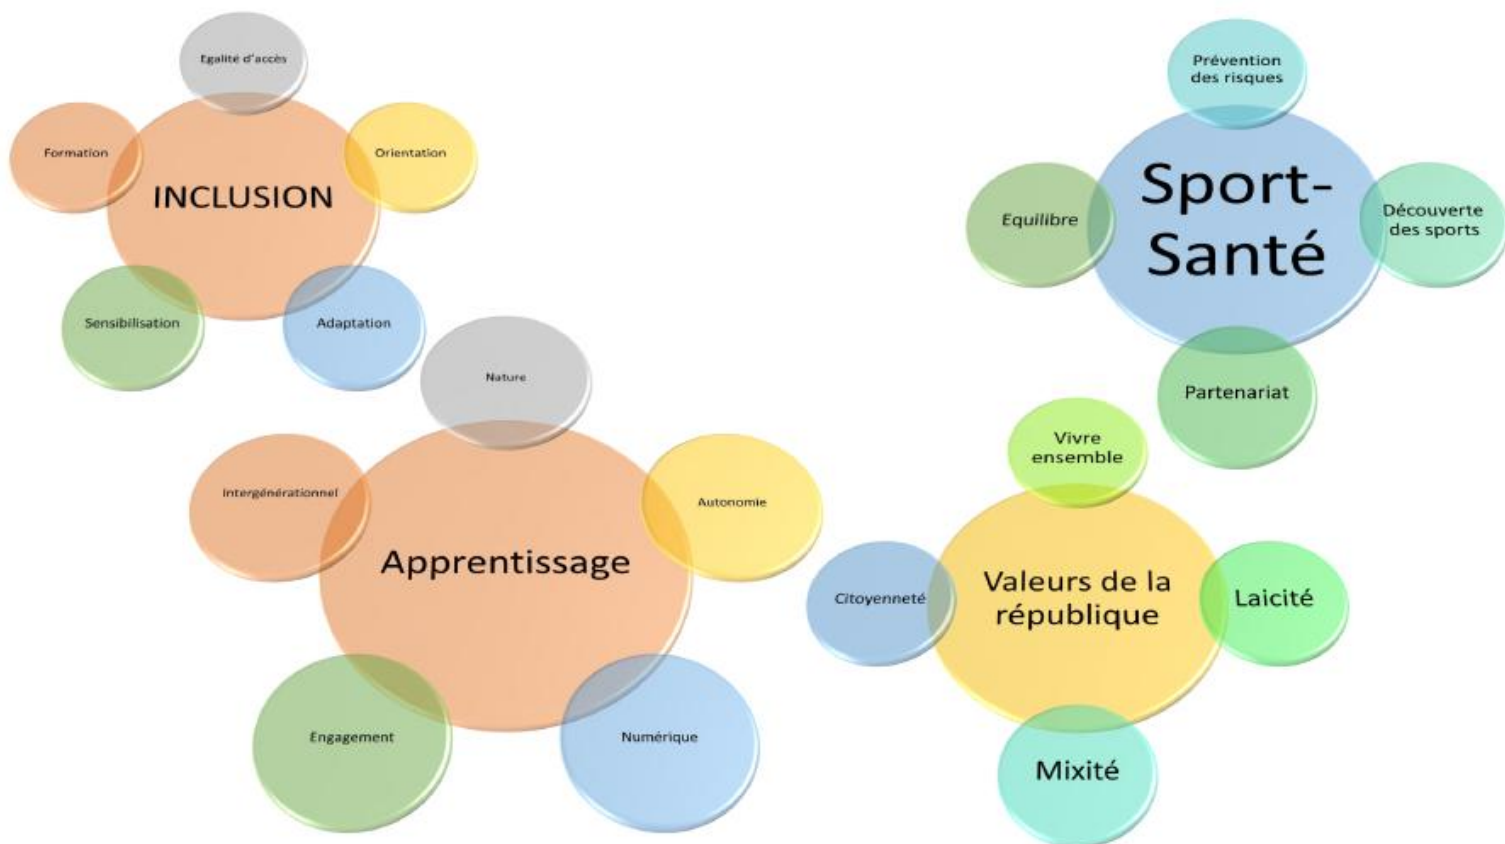 Egalité d'accès
Formation
Orientation
INCLUSION
Sensibilisation
Adaptation
Nature
Intergénérationnel
Autonomie
Apprentissage
Engagement
Numérique
Prévention
des risques
Sport-
Santé
Equilibre
Découverte
des sports
Partenariat
Vivre
ensemble
Citoyenneté
Valeurs de la
république
Laicité
Mixité